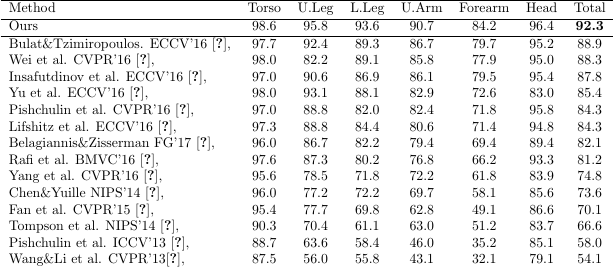 Method Torso U.Leg L.Leg U.Arm Forearm Head Total
Ours 98.6 95.8 93.6 90.7 84.2 96.4 92.3
Bulat&Tzimiropoulos. ECCV'16 [?], 97.7 92.4 89.3 86.7 79.7 95.2 88.9
Wei et al. CVPR'16 [?], 98.0 82.2 89.1 85.8 77.9 95.0 88.3
Insafutdinov et al. ECCV'16 [?], 97.0 90.6 86.9 86.1 79.5 95.4 87.8
Yu et al. ECCV'16 [?], 98.0 93.1 88.1 82.9 72.6 83.0 85.4
Pishchulin et al. CVPR'16 [?], 97.0 88.8 82.0 82.4 71.8 95.8 84.3
Lifshitz et al. ECCV'16 [?], 97.3 88.8 84.4 80.6 71.4 94.8 84.3
Belagiannis&Zisserman FG'17 [?], 96.0 86.7 82.2 79.4 69.4 89.4 82.1
Rafi et al. BMVC'16 [?], 97.6 87.3 80.2 76.8 66.2 93.3 81.2
Yang et al. CVPR'16 [?], 95.6 78.5 71.8 72.2 61.8 83.9 74.8
Chen&Yuille NIPS'14 [?], 96.0 77.2 72.2 69.7 58.1 85.6 73.6
Fan et al. CVPR'15 [?], 95.4 77.7 69.8 62.8 49.1 86.6 70.1
Tompson et al. NIPS'14 [?], 90.3 70.4 61.1 63.0 51.2 83.7 66.6
Pishchulin et al. ICCV'13 [?], 88.7 63.6 58.4 46.0 35.2 85.1 58.0
Wang&Li et al. CVPR'13[?], 87.5 56.0 55.8 43.1 32.1 79.1 54.1